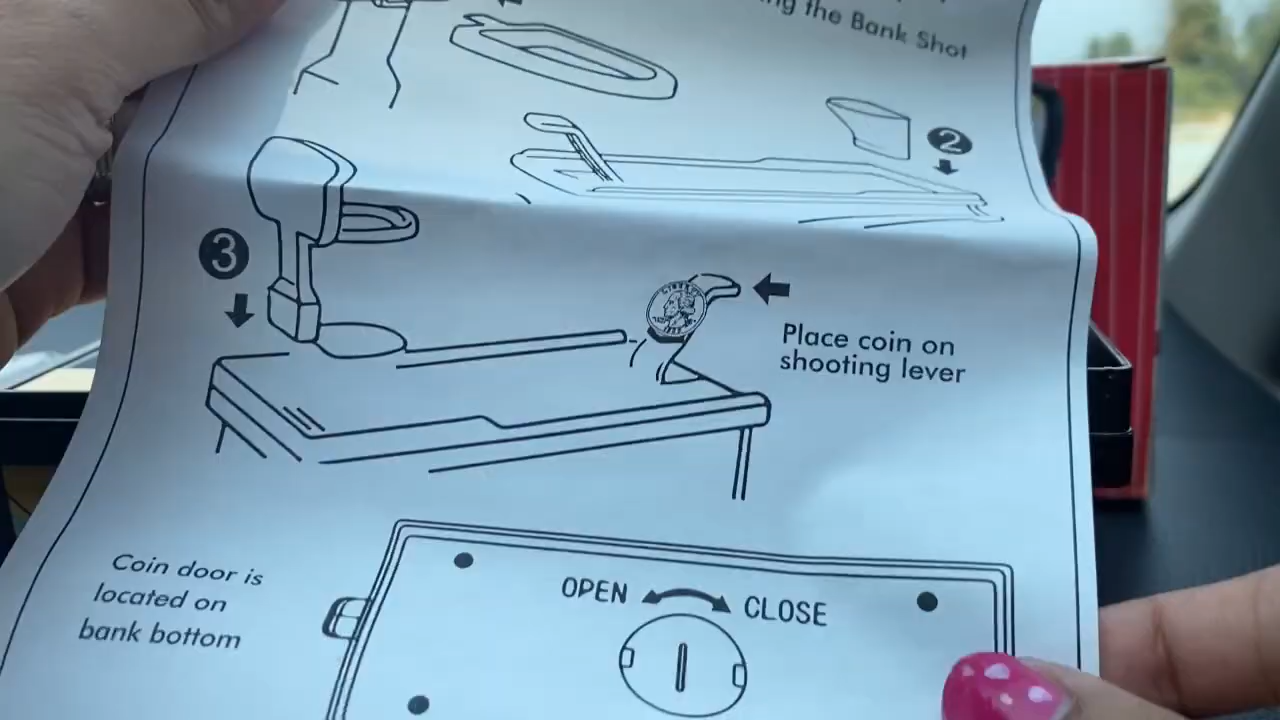 the Bank Shot
2
3
Place coin on
shooting lever
Coin door is
located on
bank bottom
OPEN
CLOSE